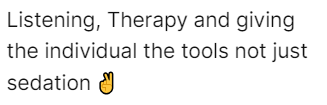 Listening, Therapy and giving
the individual the tools not just
sedation ✌️